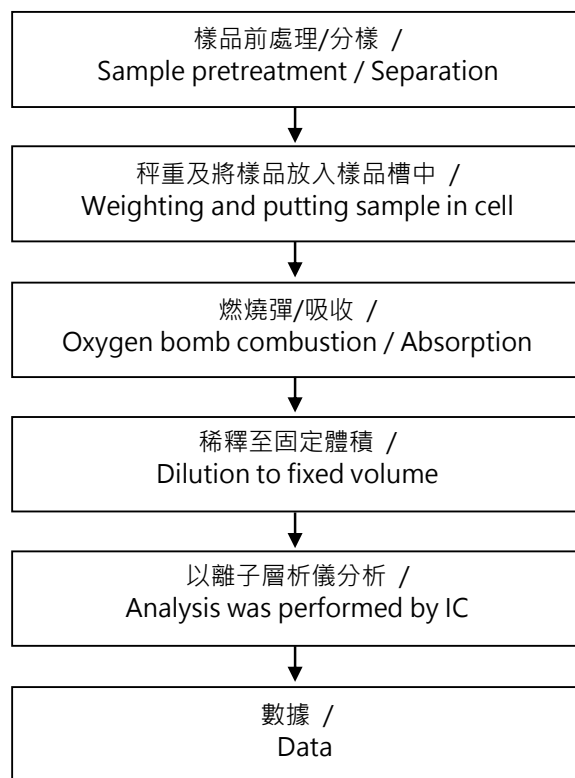 樣品前處理/分樣 /
Sample pretreatment / Separation
秤重及將樣品放入樣品槽中 /
Weighting and putting sample in cell
燃燒彈/吸收 /
Oxygen bomb combustion / Absorption
稀釋至固定體積 /
Dilution to fixed volume
以離子層析儀分析 /
Analysis was performed by IC
數據 /
Data